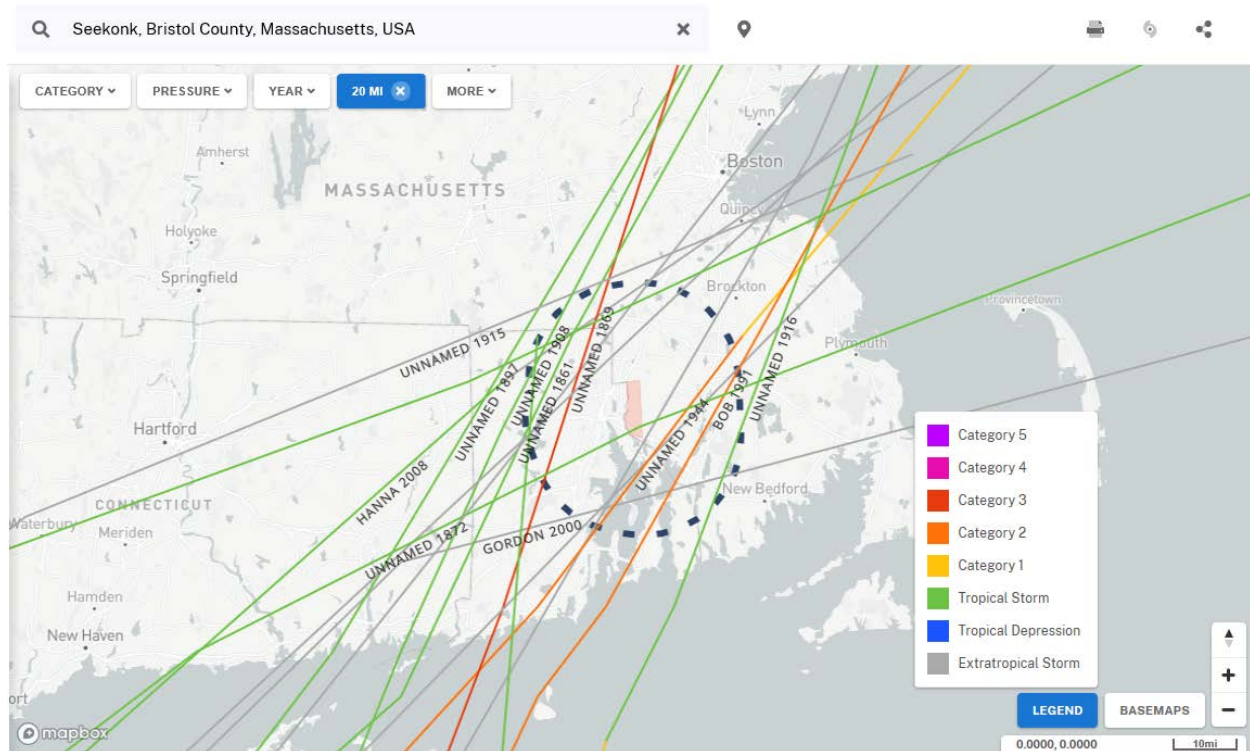 Seekonk, Bristol County, Massachusetts, USA
CATEGORY
PRESSURE
YEAR
20 MI
MORE
Lynn
Amherst
Boston
MASSACHUSETTS
Quincy
Holyoke
Springfield
Brockton
Provincetown
UNNAMED 1915
UNNAMED 1897
UNNAMED 1908
UNNAMED 1861
UNNAMED 1869
UNNAMED 1916
Plymouth
BOB 1991
UNNAMED 1944
Hartford
HANNA 2008
New Bedford
CONNECTICUT
Waterbury
Meriden
GORDON 2000
UNNAMED 1872
Hamden
New Haven
ort
Category 5
Category 4
Category 3
Category 2
Category 1
Tropical Storm
Tropical Depression
Extratropical Storm
LEGEND
BASEMAPS
mapbox
0.0000, 0.0000
10mi